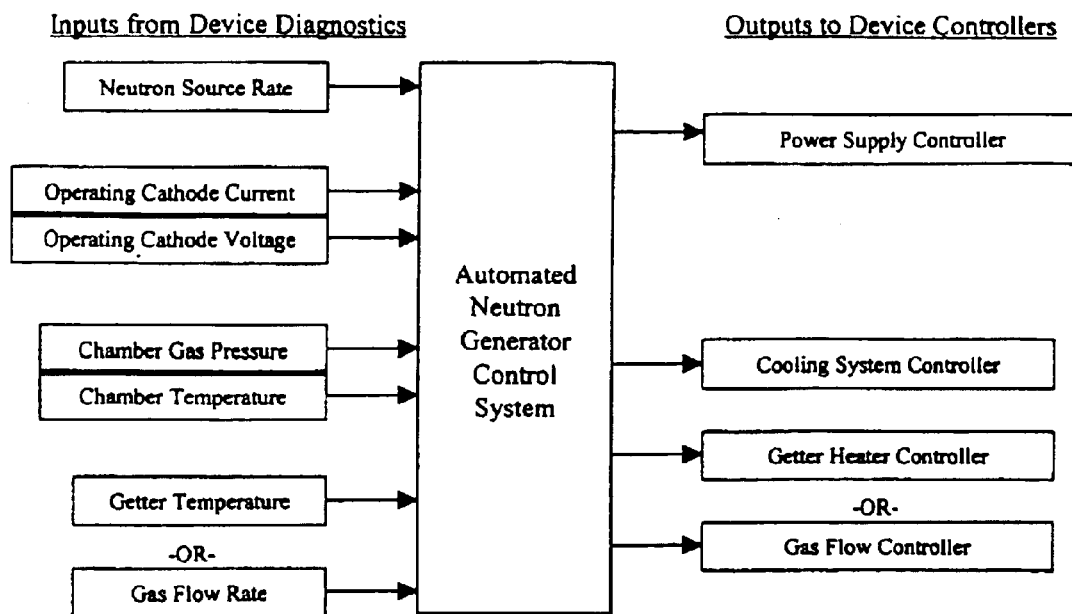 Inputs from Device Diagnostics
Outputs to Device Controllers
Neutron Source Rate
Operating Cathode Current
Operating Cathode Voltage
Chamber Gas Pressure
Chamber Temperature
Getter Temperature
-OR-
Gas Flow Rate
Automated
Neutron
Generator
Control
System
Power Supply Controller
Cooling System Controller
Getter Heater Controller
-OR-
Gas Flow Controller